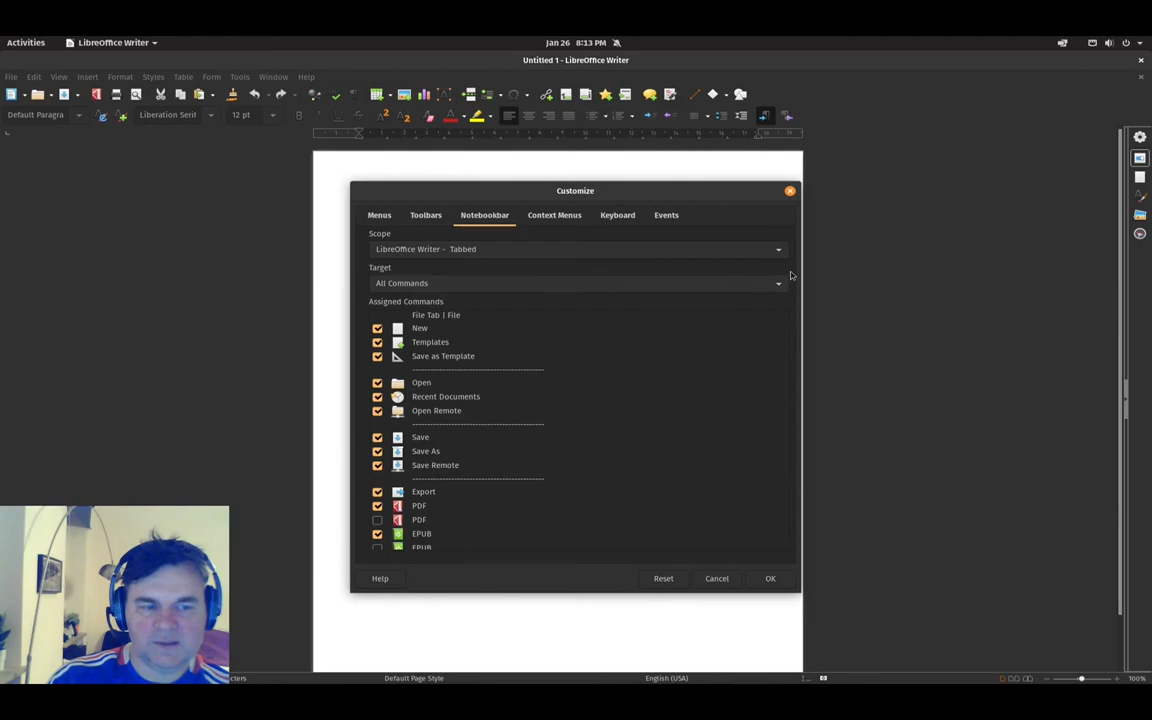 Activities LibreOffice Writer Jan 26 8:13 PM
Untitled 1 - LibreOffice Writer
File Edit View Insert Format Styles Table Form Tools Window Help
Default Paragra Liberation Serif 12 pt
Customize
Menus Toolbars Notebookbar Context Menus Keyboard Events
Scope
LibreOffice Writer - Tabbed
Target
All Commands
Assigned Commands
File Tab | File
New
Templates
Save as Template
Open
Recent Documents
Open Remote
Save
Save As
Save Remote
Export
PDF
PDF
EPUB
EPUB
Help Reset Cancel OK
cters Default Page Style English (USA) 100%